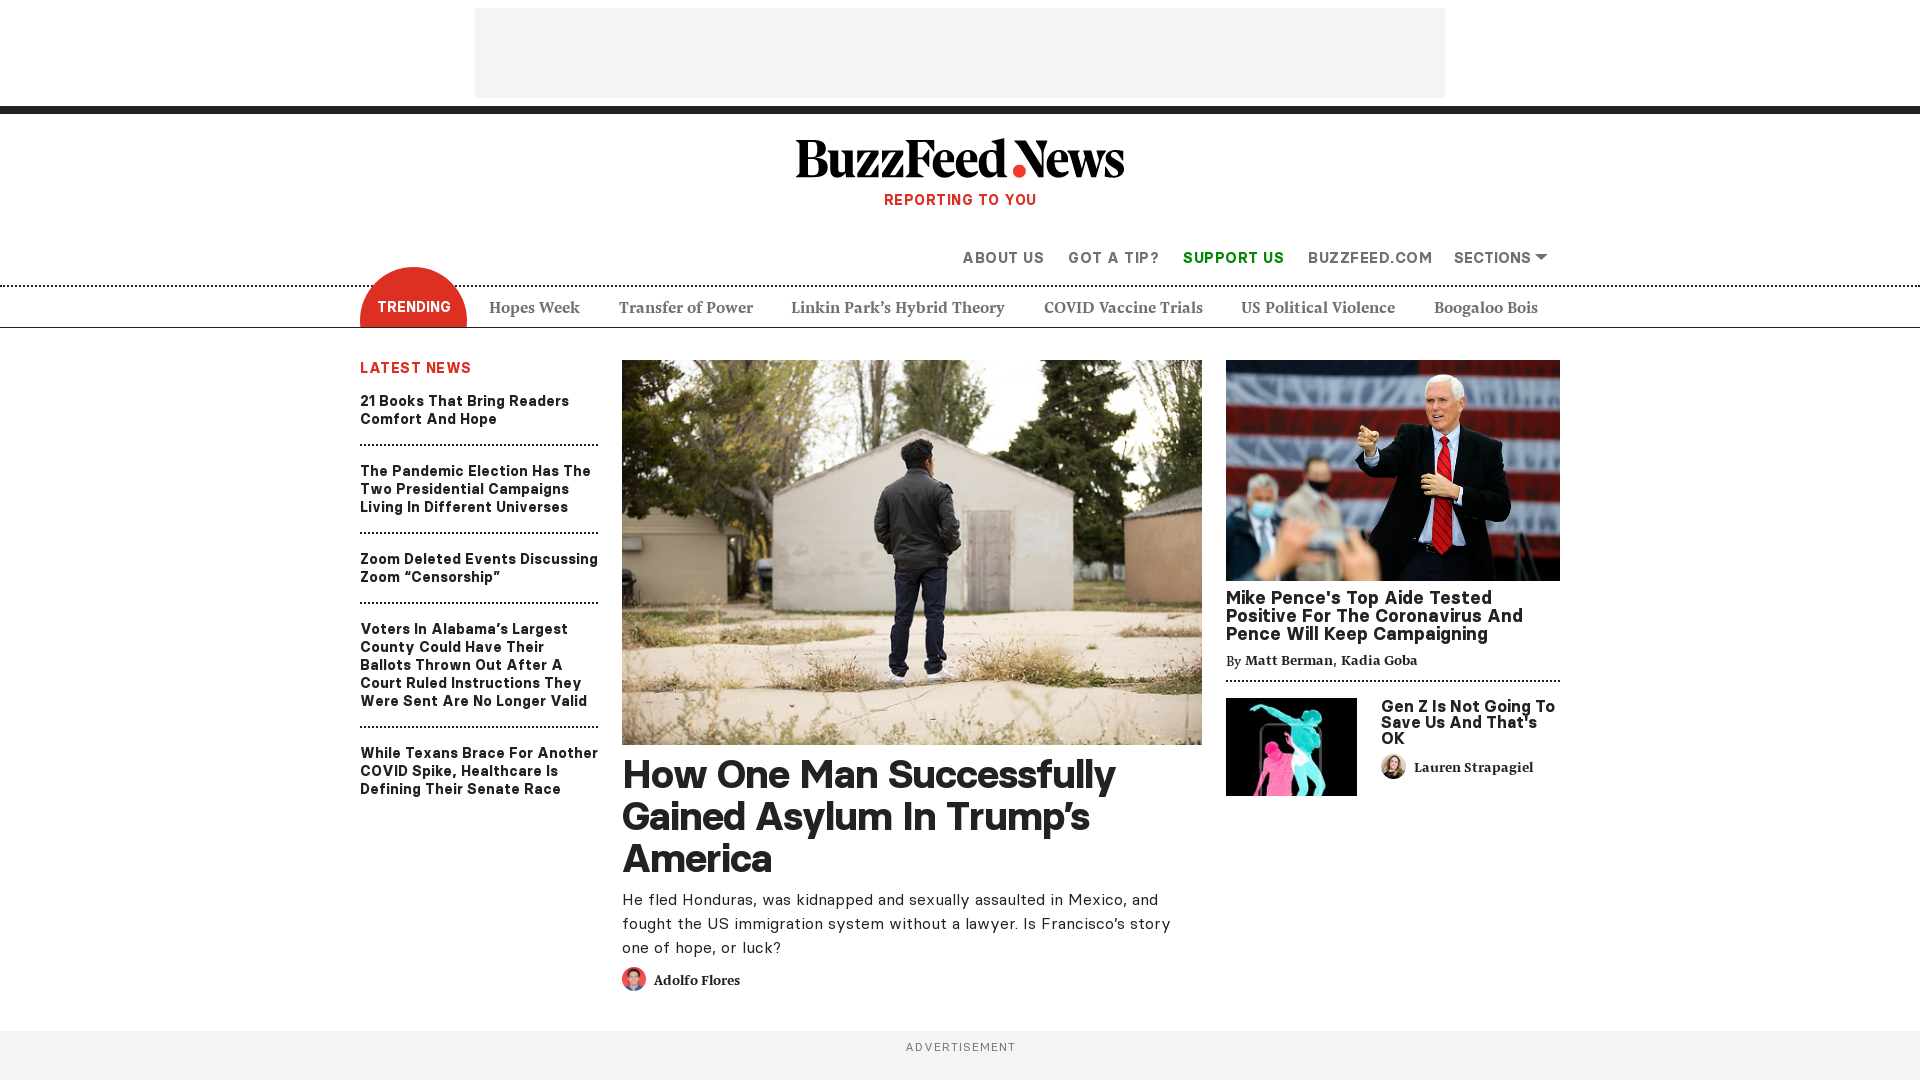 BuzzFeed News
REPORTING TO YOU
ABOUT US
GOT A TIP?
SUPPORT US
BUZZFEED.COM
SECTIONS
TRENDING
Hopes Week
Transfer of Power
Linkin Park’s Hybrid Theory
COVID Vaccine Trials
US Political Violence
Boogaloo Bois
LATEST NEWS
21 Books That Bring Readers
Comfort And Hope
The Pandemic Election Has The
Two Presidential Campaigns
Living In Different Universes
Zoom Deleted Events Discussing
Zoom “Censorship”
Voters In Alabama’s Largest
County Could Have Their
Ballots Thrown Out After A
Court Ruled Instructions They
Were Sent Are No Longer Valid
While Texans Brace For Another
COVID Spike, Healthcare Is
Defining Their Senate Race
How One Man Successfully
Gained Asylum In Trump’s
America
He fled Honduras, was kidnapped and sexually assaulted in Mexico, and
fought the US immigration system without a lawyer. Is Francisco’s story
one of hope, or luck?
Adolfo Flores
Mike Pence's Top Aide Tested
Positive For The Coronavirus And
Pence Will Keep Campaigning
By Matt Berman, Kadia Goba
Gen Z Is Not Going To
Save Us And That's
OK
Lauren Strapagiel
ADVERTISEMENT